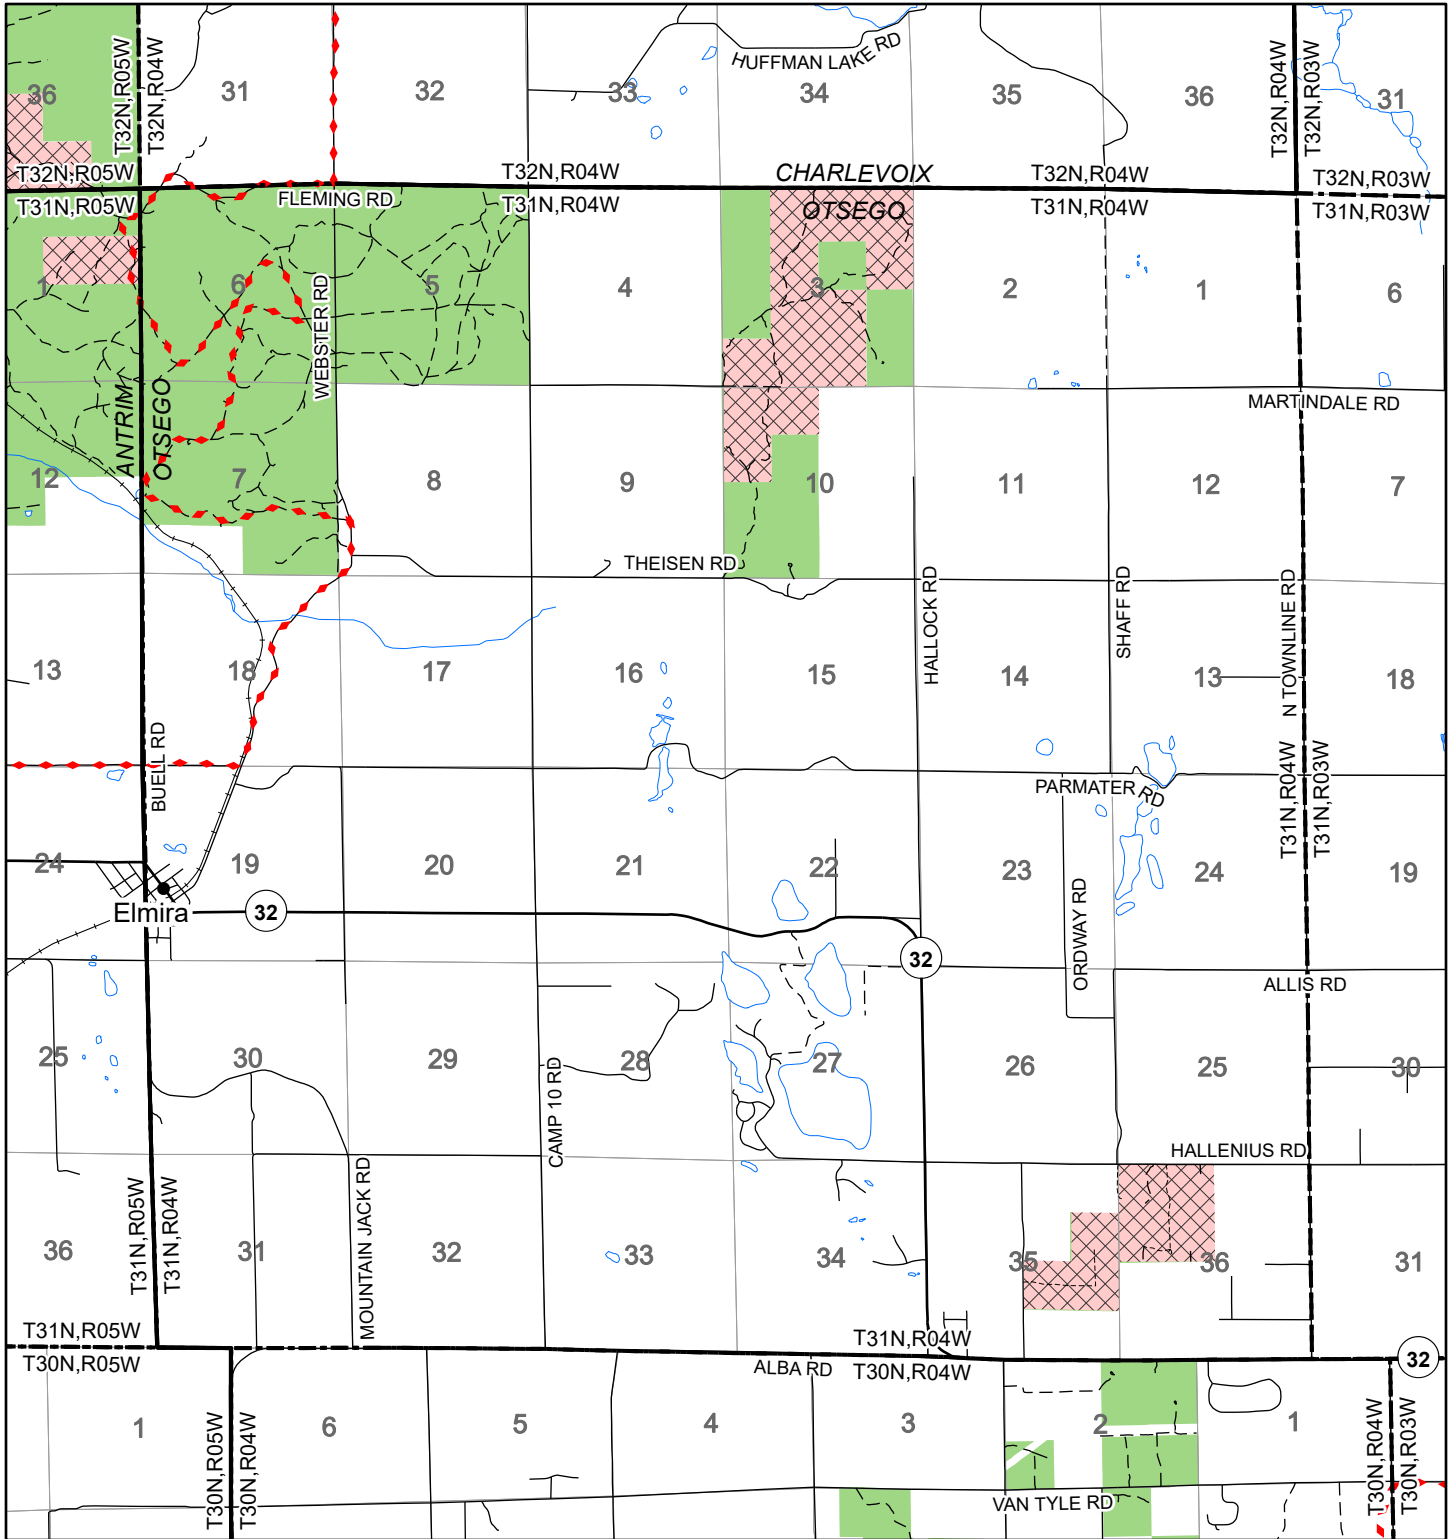 T32N,R05W
T32N,R04W
HUFFMAN LAKE RD
T32N,R04W
T32N,R03W
36
31
32
33
34
35
36
31
T32N,R05W
T32N,R04W
CHARLEVOIX
T32N,R04W
T32N,R03W
T31N,R05W
FLEMING RD
T31N,R04W
OTSEGO
T31N,R04W
T31N,R03W
1
6
WEBSTER RD
5
4
3
2
1
6
ANTRIM
OTSEGO
MARTINDALE RD
12
7
8
9
10
11
12
7
THEISEN RD
HALLOCK RD
SHAFF RD
N TOWNLINE RD
13
18
17
16
15
14
13
18
BUELL RD
PARMATER RD
T31N,R04W
T31N,R03W
24
19
20
21
22
23
24
19
Elmira
32
ORDWAY RD
32
ALLIS RD
25
30
29
28
27
26
25
30
CAMP 10 RD
HALLENIUS RD
T31N,R05W
T31N,R04W
MOUNTAIN JACK RD
36
31
32
33
34
35
36
31
T31N,R05W
T31N,R04W
T30N,R05W
ALBA RD
T30N,R04W
32
1
6
5
4
3
2
1
T30N,R05W
T30N,R04W
T30N,R04W
T30N,R03W
VAN TYLE RD